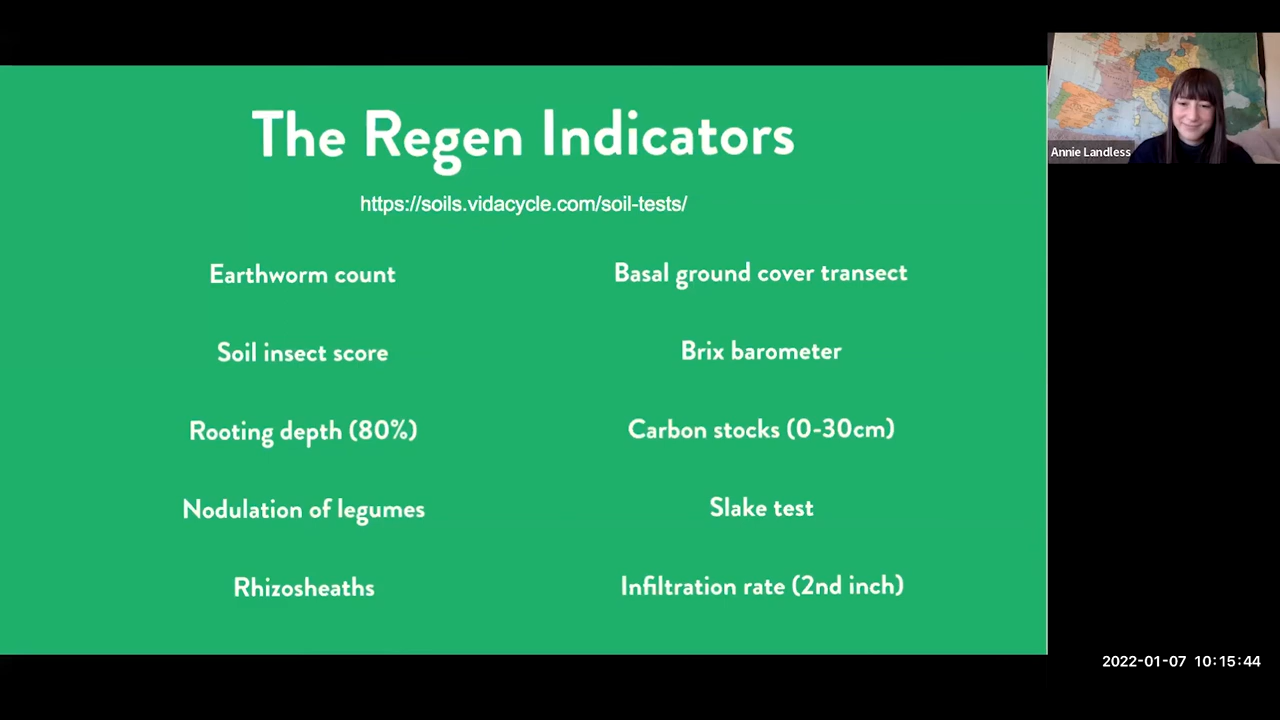 The Regen Indicators
https://soils.vidacycle.com/soil-tests/
Earthworm count
Basal ground cover transect
Soil insect score
Brix barometer
Rooting depth (80%)
Carbon stocks (0-30cm)
Nodulation of legumes
Slake test
Rhizosheaths
Infiltration rate (2nd inch)
Annie Landless
2022-01-07 10:15:44